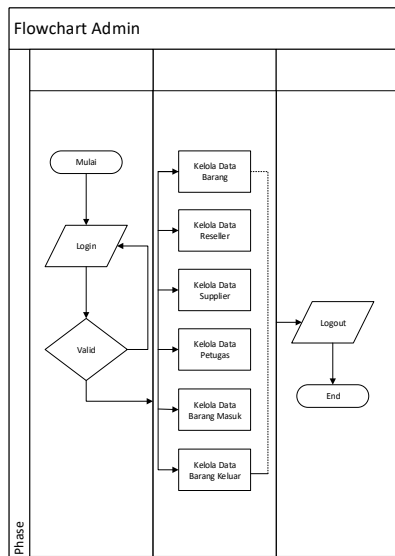 Flowchart Admin
Mulai
Login
Valid
Kelola Data
Barang
Kelola Data
Reseller
Kelola Data
Supplier
Kelola Data
Petugas
Kelola Data
Barang Masuk
Kelola Data
Barang Keluar
Logout
End
Phase